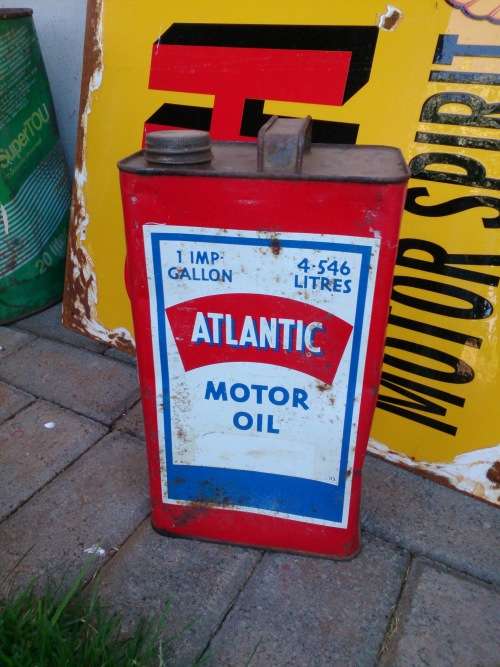 1 IMP·
GALLON
4·546
LITRES
ATLANTIC
MOTOR
OIL
MOTOR SPIRIT
SuperTOU